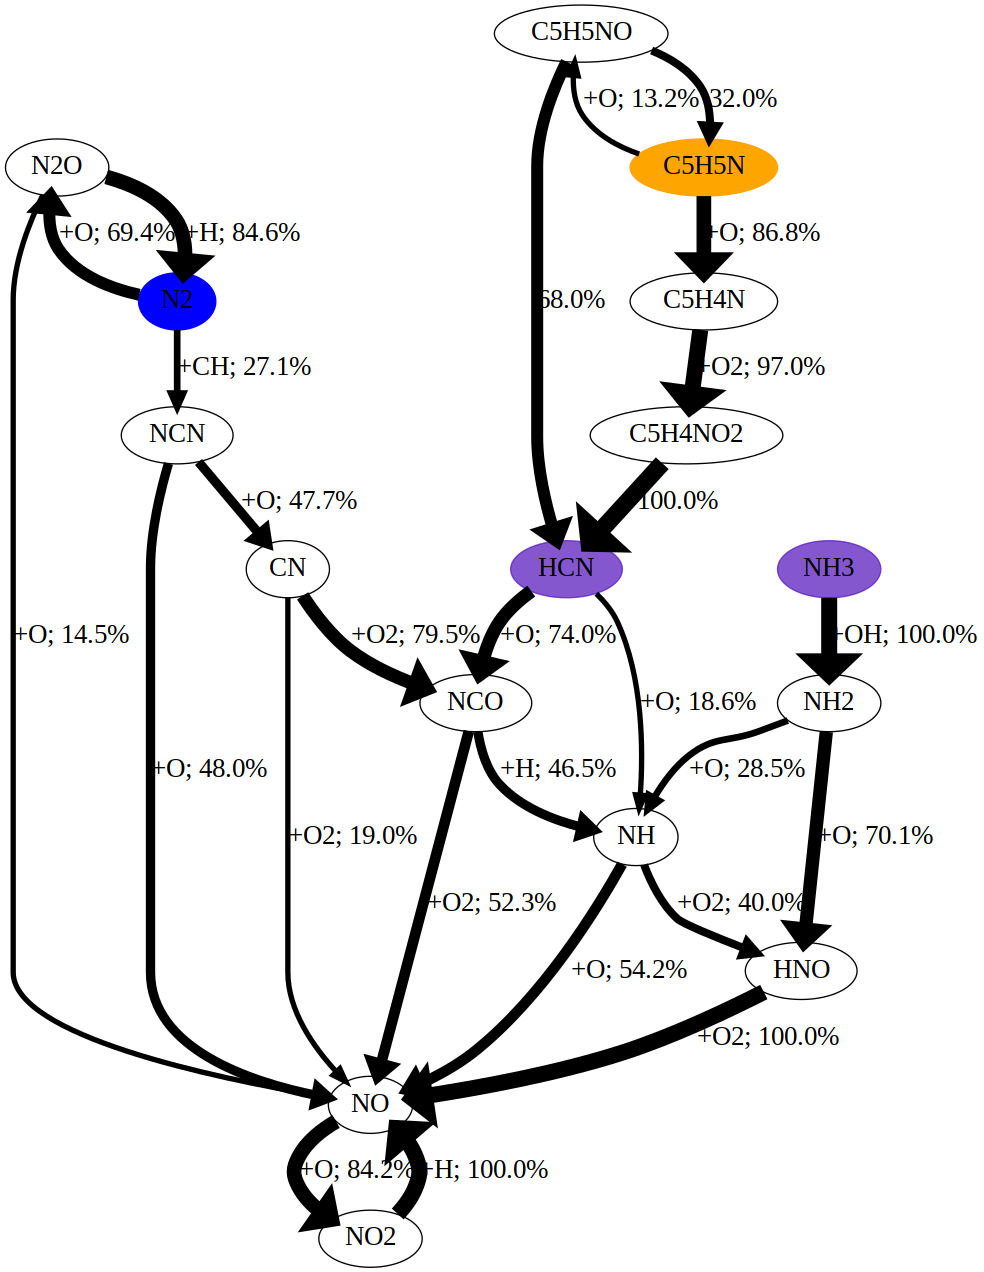 C5H5NO
+O; 13.2%
32.0%
N2O
C5H5N
+O; 69.4%
+H; 84.6%
+O; 86.8%
N2
68.0%
C5H4N
+CH; 27.1%
+O2; 97.0%
NCN
C5H4NO2
+O; 47.7%
100.0%
CN
HCN
NH3
+O; 14.5%
+O2; 79.5%
+O; 74.0%
+OH; 100.0%
NCO
+O; 18.6%
NH2
+O; 48.0%
+H; 46.5%
+O; 28.5%
+O2; 19.0%
NH
+O; 70.1%
+O2; 52.3%
+O2; 40.0%
+O; 54.2%
HNO
+O2; 100.0%
NO
+O; 84.2%
+H; 100.0%
NO2